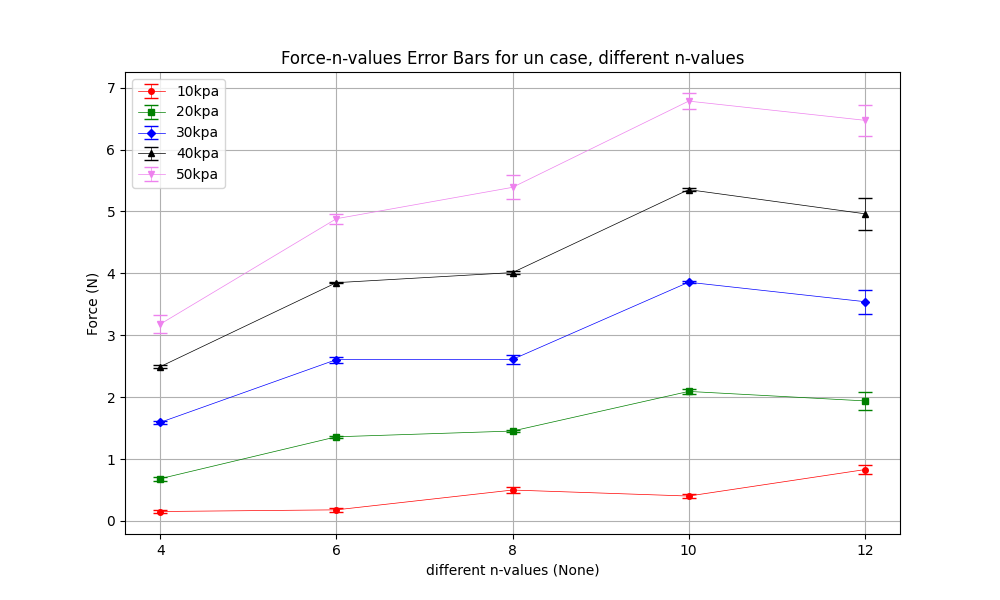 Force-n-values Error Bars for un case, different n-values
10kpa
20kpa
30kpa
40kpa
50kpa
Force (N)
7
6
5
4
3
2
1
0
4
6
8
10
12
different n-values (None)